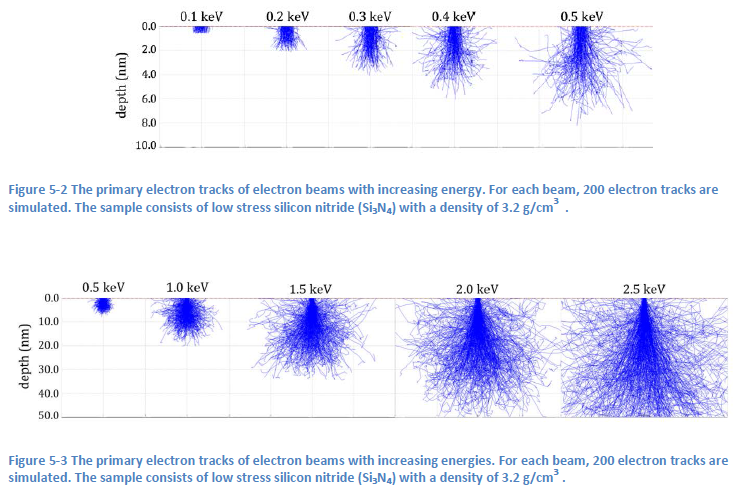 0.1 keV 0.2 keV 0.3 keV 0.4 keV 0.5 keV
0.0
2.0
4.0
6.0
8.0
10.0
depth (nm)
Figure 5-2 The primary electron tracks of electron beams with increasing energy. For each beam, 200 electron tracks are
simulated. The sample consists of low stress silicon nitride (Si₃N₄) with a density of 3.2 g/cm³ .
0.5 keV 1.0 keV 1.5 keV 2.0 keV 2.5 keV
0.0
10.0
20.0
30.0
40.0
50.0
depth (nm)
Figure 5-3 The primary electron tracks of electron beams with increasing energies. For each beam, 200 electron tracks are
simulated. The sample consists of low stress silicon nitride (Si₃N₄) with a density of 3.2 g/cm³ .